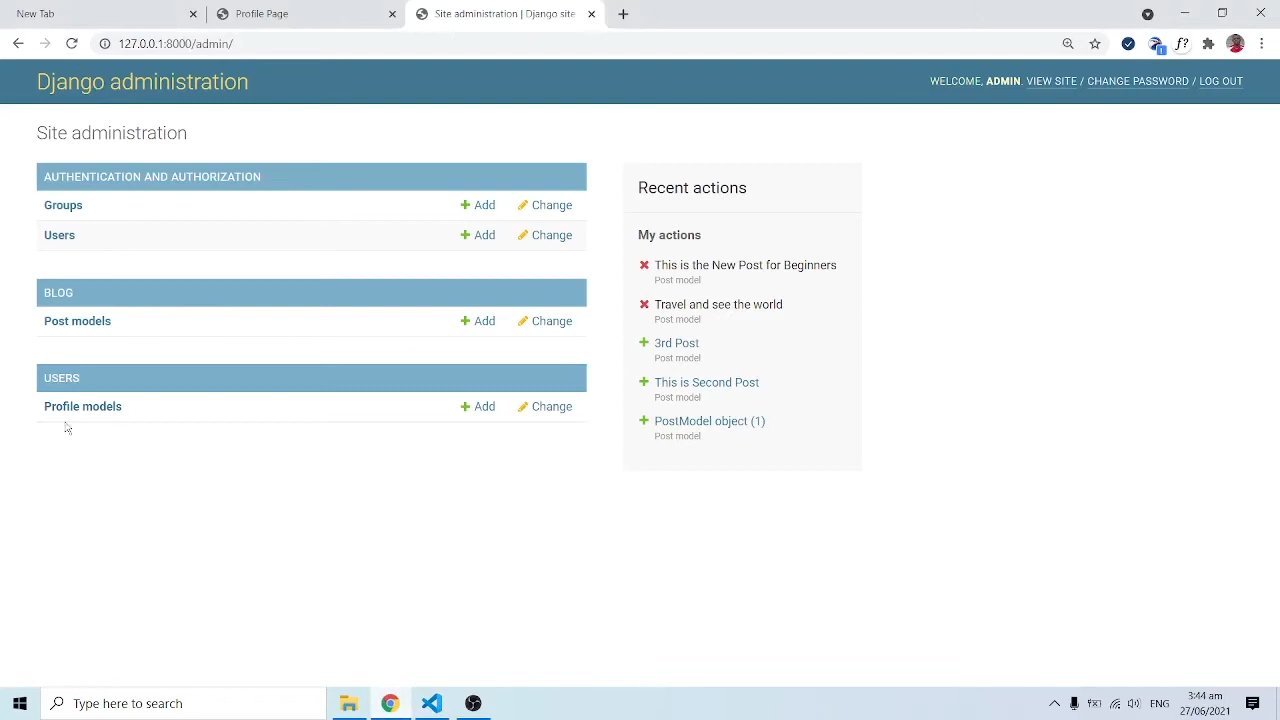 New Tab
Profile Page
Site administration | Django site
127.0.0.1:8000/admin/
Django administration
WELCOME, ADMIN. VIEW SITE / CHANGE PASSWORD / LOG OUT
Site administration
AUTHENTICATION AND AUTHORIZATION
Groups Add Change
Users Add Change
BLOG
Post models Add Change
USERS
Profile models Add Change
Recent actions
My actions
This is the New Post for Beginners
Post model
Travel and see the world
Post model
3rd Post
Post model
This is Second Post
Post model
PostModel object (1)
Post model
Type here to search
ENG
3:44 am
27/06/2021